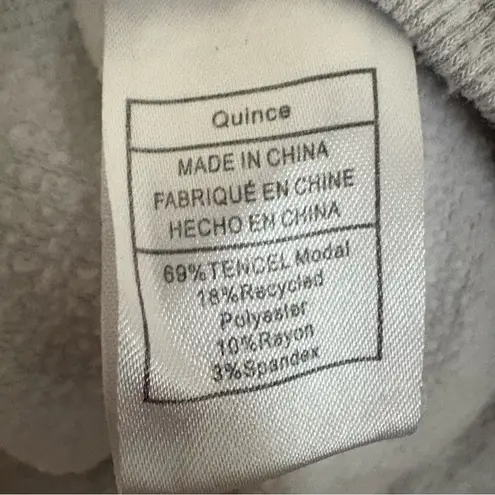 Quince
MADE IN CHINA
FABRIQUÉ EN CHINE
HECHO EN CHINA
69%TENCEL Modal
18%Recycled
Polyester
10%Rayon
3%Spandex